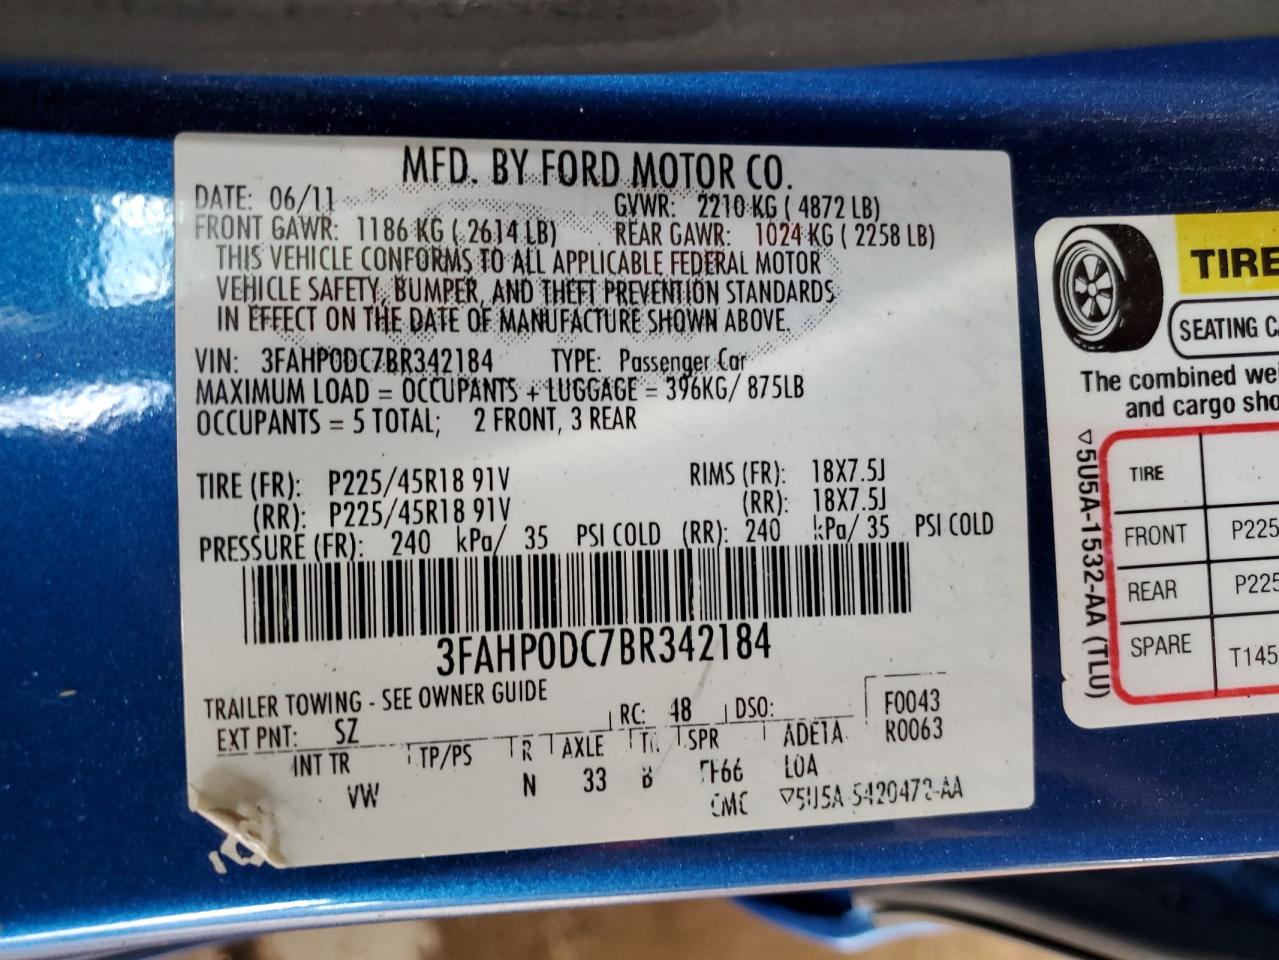 MFD. BY FORD MOTOR CO.
DATE: 06/11 GVWR: 2210 KG ( 4872 LB)
FRONT GAWR: 1186 KG ( 2614 LB) REAR GAWR: 1024 KG ( 2258 LB)
THIS VEHICLE CONFORMS TO ALL APPLICABLE FEDERAL MOTOR
VEHICLE SAFETY, BUMPER, AND THEFT PREVENTION STANDARDS
IN EFFECT ON THE DATE OF MANUFACTURE SHOWN ABOVE.
VIN: 3FAHP0DC7BR342184 TYPE: Passenger Car
MAXIMUM LOAD = OCCUPANTS + LUGGAGE = 396KG/ 875LB
OCCUPANTS = 5 TOTAL; 2 FRONT, 3 REAR
TIRE (FR): P225/45R18 91V RIMS (FR): 18X7.5J
(RR): P225/45R18 91V (RR): 18X7.5J
PRESSURE (FR): 240 kPa/ 35 PSI COLD (RR): 240 kPa/ 35 PSI COLD
3FAHP0DC7BR342184
TRAILER TOWING - SEE OWNER GUIDE
EXT PNT: SZ RC: 48 DSO: F0043
R0063
INT TR TP/PS R AXLE TR SPR ADE1A
VW N 33 B FF66 LOA
CMC ▽5U5A-5420472-AA
TIRE
SEATING
The combined
and cargo
▽5U5A-1532-AA (TLU)
TIRE
FRONT P225
REAR P225
SPARE T145